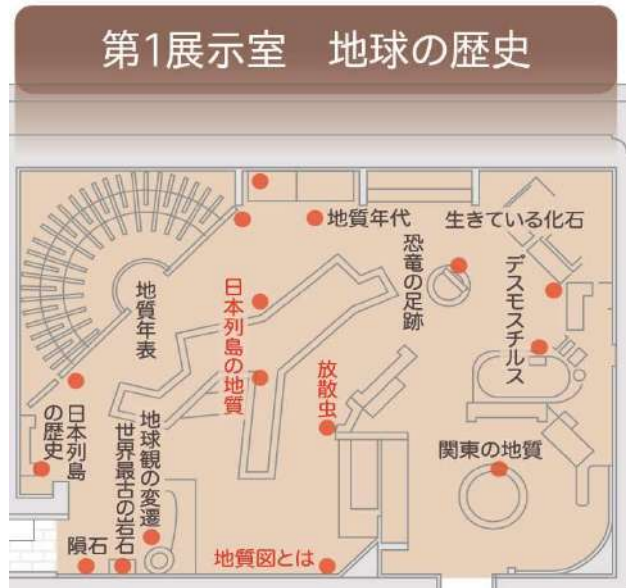 第1展示室　地球の歴史
地質年代
生きている化石
恐竜の足跡
デスモスチルス
地質年表
日本列島の地質
放散虫
日本列島
の歴史
地球観の変遷
世界最古の岩石
関東の地質
隕石
地質図とは